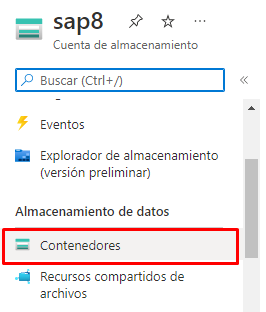 sap8
Cuenta de almacenamiento
Buscar (Ctrl+/)
Eventos
Explorador de almacenamiento
(versión preliminar)
Almacenamiento de datos
Contenedores
Recursos compartidos de
archivos